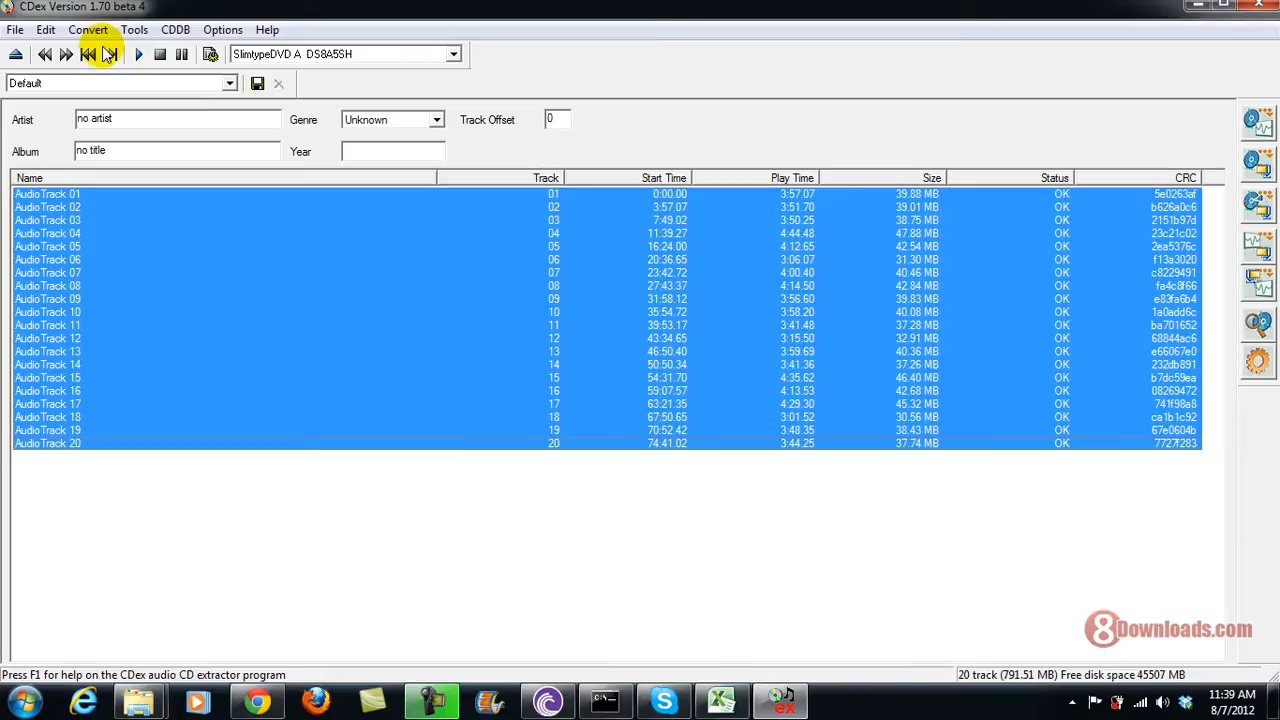 CDex Version 1.70 beta 4
File Edit Convert Tools CDDB Options Help
SlimtypeDVD A DS8A5SH
Default
Artist no artist Genre Unknown Track Offset 0
Album no title Year
Name Track Start Time Play Time Size Status CRC
AudioTrack 01 01 0:00.00 3:57.07 39.88 MB OK 5e0263af
AudioTrack 02 02 3:57.07 3:51.70 39.01 MB OK b626a0c6
AudioTrack 03 03 7:49.02 3:50.25 38.75 MB OK 2151b97d
AudioTrack 04 04 11:39.27 4:44.48 47.88 MB OK 23c21c02
AudioTrack 05 05 16:24.00 4:12.65 42.54 MB OK 2ea5376c
AudioTrack 06 06 20:36.65 3:06.07 31.30 MB OK f13a3020
AudioTrack 07 07 23:42.72 4:00.40 40.46 MB OK c8229491
AudioTrack 08 08 27:43.37 4:14.50 42.84 MB OK fa4c8f66
AudioTrack 09 09 31:58.12 3:56.60 39.83 MB OK e83fa6b4
AudioTrack 10 10 35:54.72 3:58.20 40.08 MB OK 1a0add6c
AudioTrack 11 11 39:53.17 3:41.48 37.28 MB OK ba701652
AudioTrack 12 12 43:34.65 3:15.50 32.91 MB OK 68844ac6
AudioTrack 13 13 46:50.40 3:59.69 40.36 MB OK e66067e0
AudioTrack 14 14 50:50.34 3:41.36 37.26 MB OK 232db891
AudioTrack 15 15 54:31.70 4:35.62 46.40 MB OK b7dc59ea
AudioTrack 16 16 59:07.57 4:13.53 42.68 MB OK 08269472
AudioTrack 17 17 63:21.35 4:29.30 45.32 MB OK 741f98a8
AudioTrack 18 18 67:50.65 3:01.52 30.56 MB OK ca1b1c92
AudioTrack 19 19 70:52.42 3:48.35 38.43 MB OK 67e0604b
AudioTrack 20 20 74:41.02 3:44.25 37.74 MB OK 7727f283
8Downloads.com
Press F1 for help on the CDex audio CD extractor program 20 track (791.51 MB) Free disk space 45507 MB
C:\-
ex
11:39 AM
8/7/2012